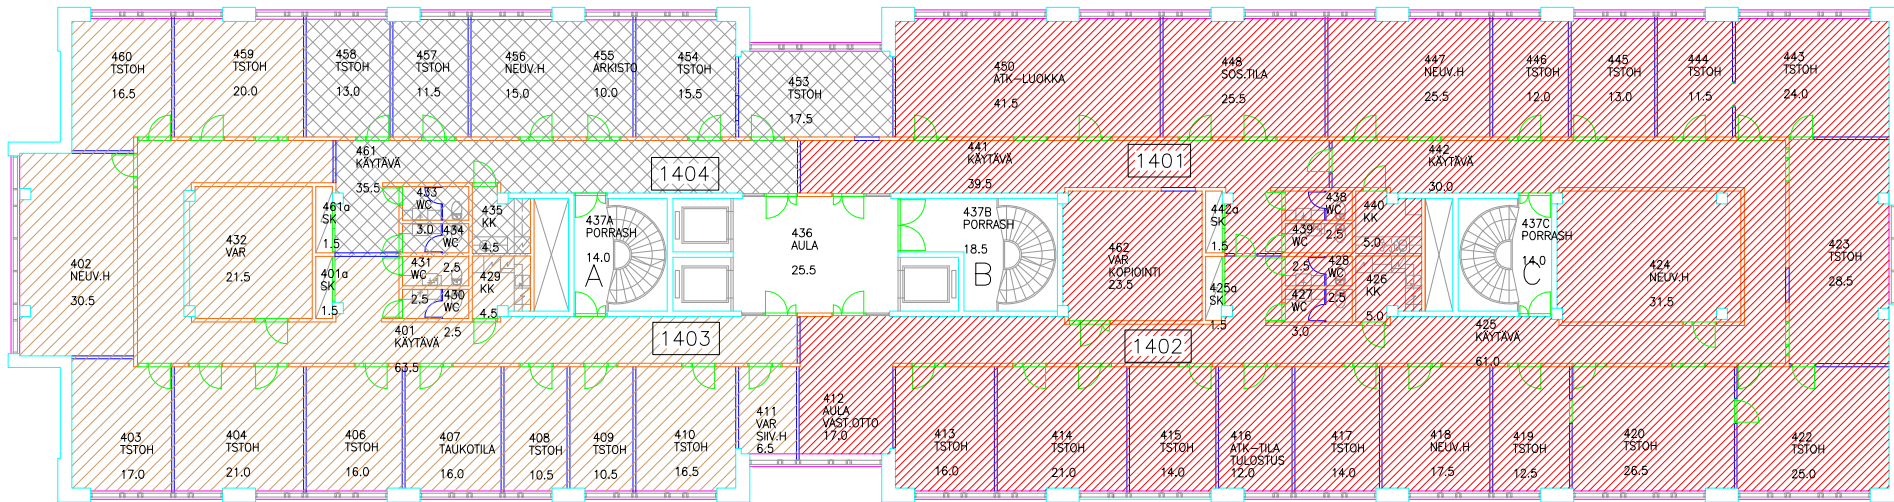 460
TSTOH
16.5
459
TSTOH
20.0
458
TSTOH
13.0
457
TSTOH
11.5
456
NEUV.H
15.0
455
ARKISTO
10.0
454
TSTOH
15.5
453
TSTOH
17.5
450
ATK-LUOKKA
41.5
448
SOS.TILA
25.5
447
NEUV.H
25.5
446
TSTOH
12.0
445
TSTOH
13.0
444
TSTOH
11.5
443
TSTOH
24.0
461
KÄYTÄVÄ
35.5
1404
441
KÄYTÄVÄ
39.5
1401
442
KÄYTÄVÄ
30.0
402
NEUV.H
30.5
432
VAR
21.5
461a
SK
1.5
401a
SK
1.5
433
WC
3.0
434
WC
2.5
431
WC
2.5
430
WC
2.5
435
KK
4.5
429
KK
4.5
437A
PORRASH
14.0
A
436
AULA
25.5
437B
PORRASH
18.5
B
462
VAR
KOPIOINTI
23.5
442a
SK
1.5
425a
SK
1.5
438
WC
2.5
439
WC
2.5
428
WC
2.5
427
WC
3.0
440
KK
5.0
426
KK
5.0
437C
PORRASH
14.0
C
424
NEUV.H
31.5
423
TSTOH
28.5
401
KÄYTÄVÄ
63.5
1403
1402
425
KÄYTÄVÄ
61.0
403
TSTOH
17.0
404
TSTOH
21.0
406
TSTOH
16.0
407
TAUKOTILA
16.0
408
TSTOH
10.5
409
TSTOH
10.5
410
TSTOH
16.5
411
VAR
SIIV.H
6.5
412
AULA
VAST.OTTO
17.0
413
TSTOH
16.0
414
TSTOH
21.0
415
TSTOH
14.0
416
ATK-TILA
TULOSTUS
12.0
417
TSTOH
14.0
418
NEUV.H
17.5
419
TSTOH
12.5
420
TSTOH
26.5
422
TSTOH
25.0